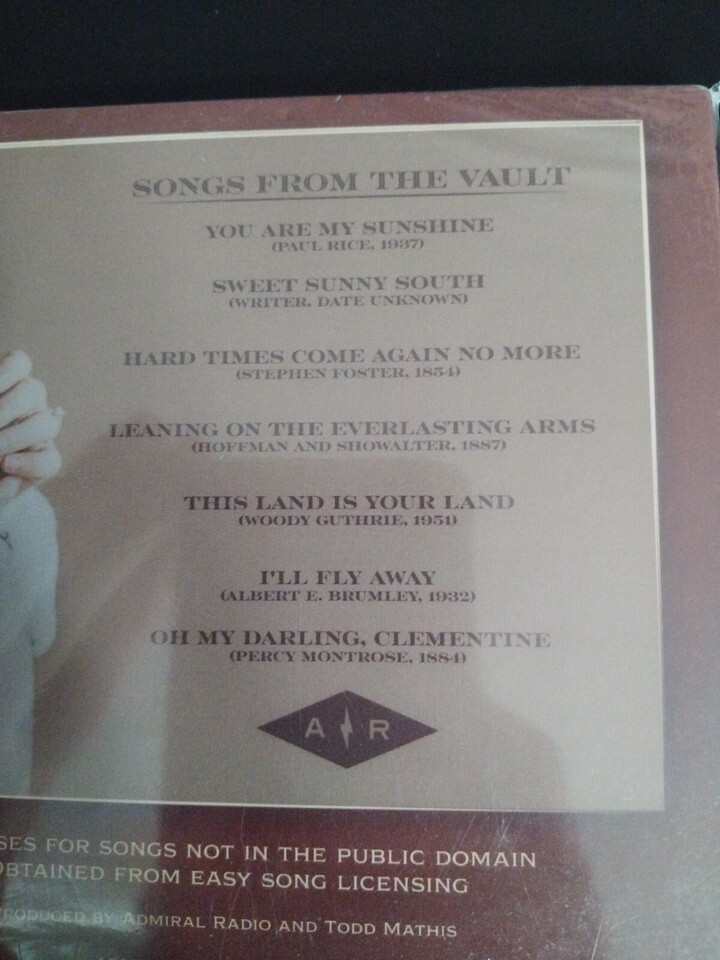 SONGS FROM THE VAULT
YOU ARE MY SUNSHINE
(PAUL RICE, 1937)
SWEET SUNNY SOUTH
(WRITER, DATE UNKNOWN)
HARD TIMES COME AGAIN NO MORE
(STEPHEN FOSTER, 1854)
LEANING ON THE EVERLASTING ARMS
(HOFFMAN AND SHOWALTER, 1887)
THIS LAND IS YOUR LAND
(WOODY GUTHRIE, 1951)
I'LL FLY AWAY
(ALBERT E. BRUMLEY, 1932)
OH MY DARLING, CLEMENTINE
(PERCY MONTROSE, 1884)
A R
FOR SONGS NOT IN THE PUBLIC DOMAIN
OBTAINED FROM EASY SONG LICENSING
PRODUCED BY ADMIRAL RADIO AND TODD MATHIS